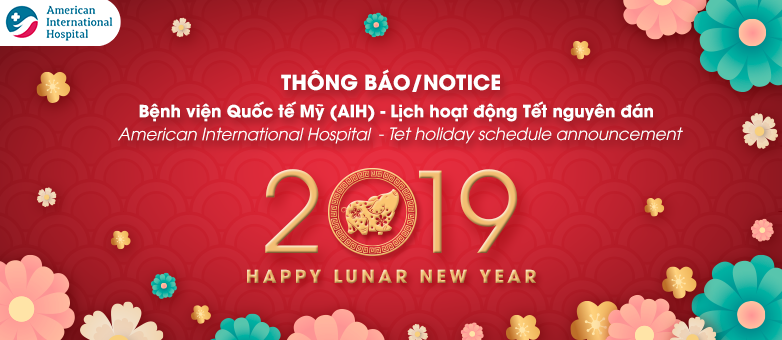 American
International
Hospital
THÔNG BÁO/NOTICE
Bệnh viện Quốc tế Mỹ (AIH) - Lịch hoạt động Tết nguyên đán
American International Hospital - Tet holiday schedule announcement
2019
HAPPY LUNAR NEW YEAR